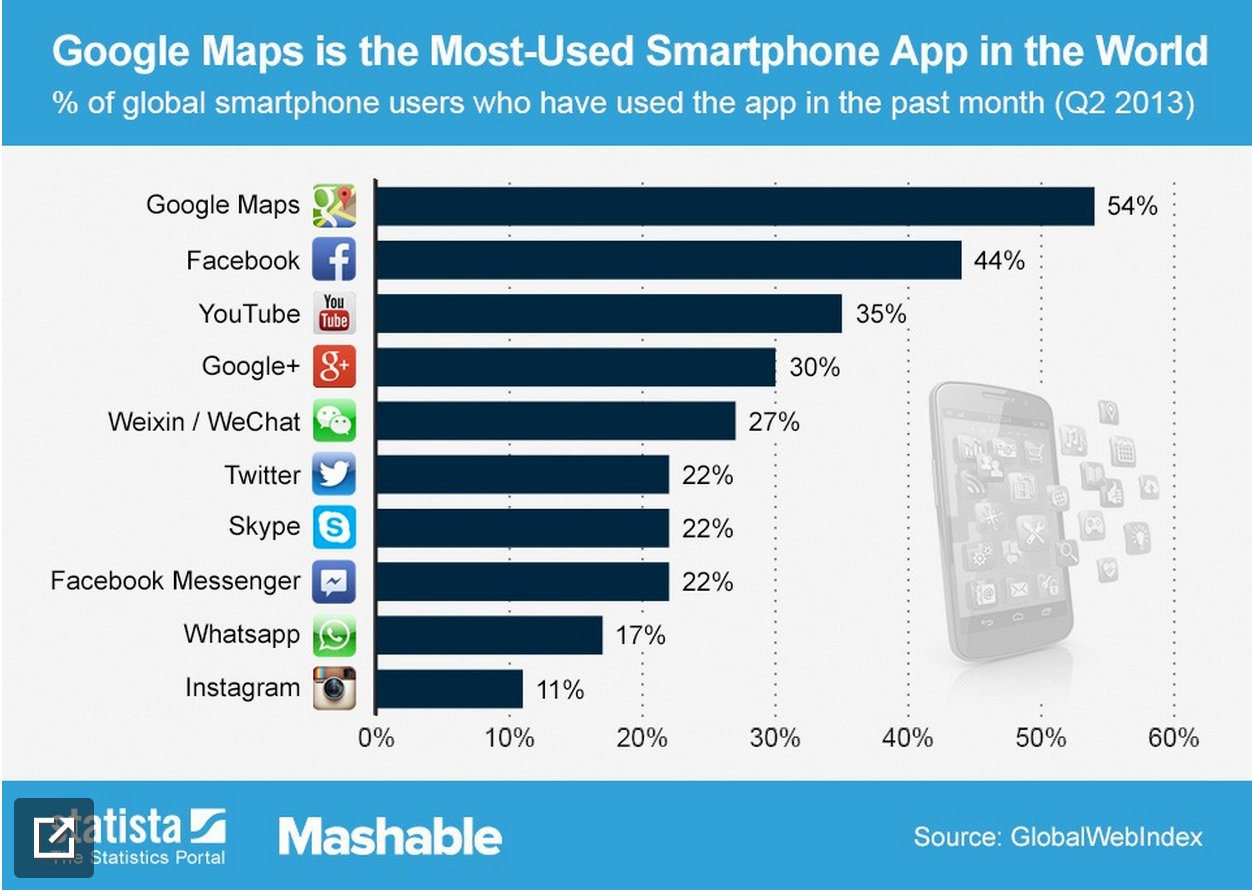 Google Maps is the Most-Used Smartphone App in the World
% of global smartphone users who have used the app in the past month (Q2 2013)
Google Maps 54%
Facebook 44%
You
Tube
YouTube 35%
Google+ g+ 30%
Weixin / WeChat 27%
Twitter 22%
Skype S 22%
Facebook Messenger 22%
Whatsapp 17%
Instagram 11%
0% 10% 20% 30% 40% 50% 60%
statista
The Statistics Portal
Mashable
Source: GlobalWebIndex